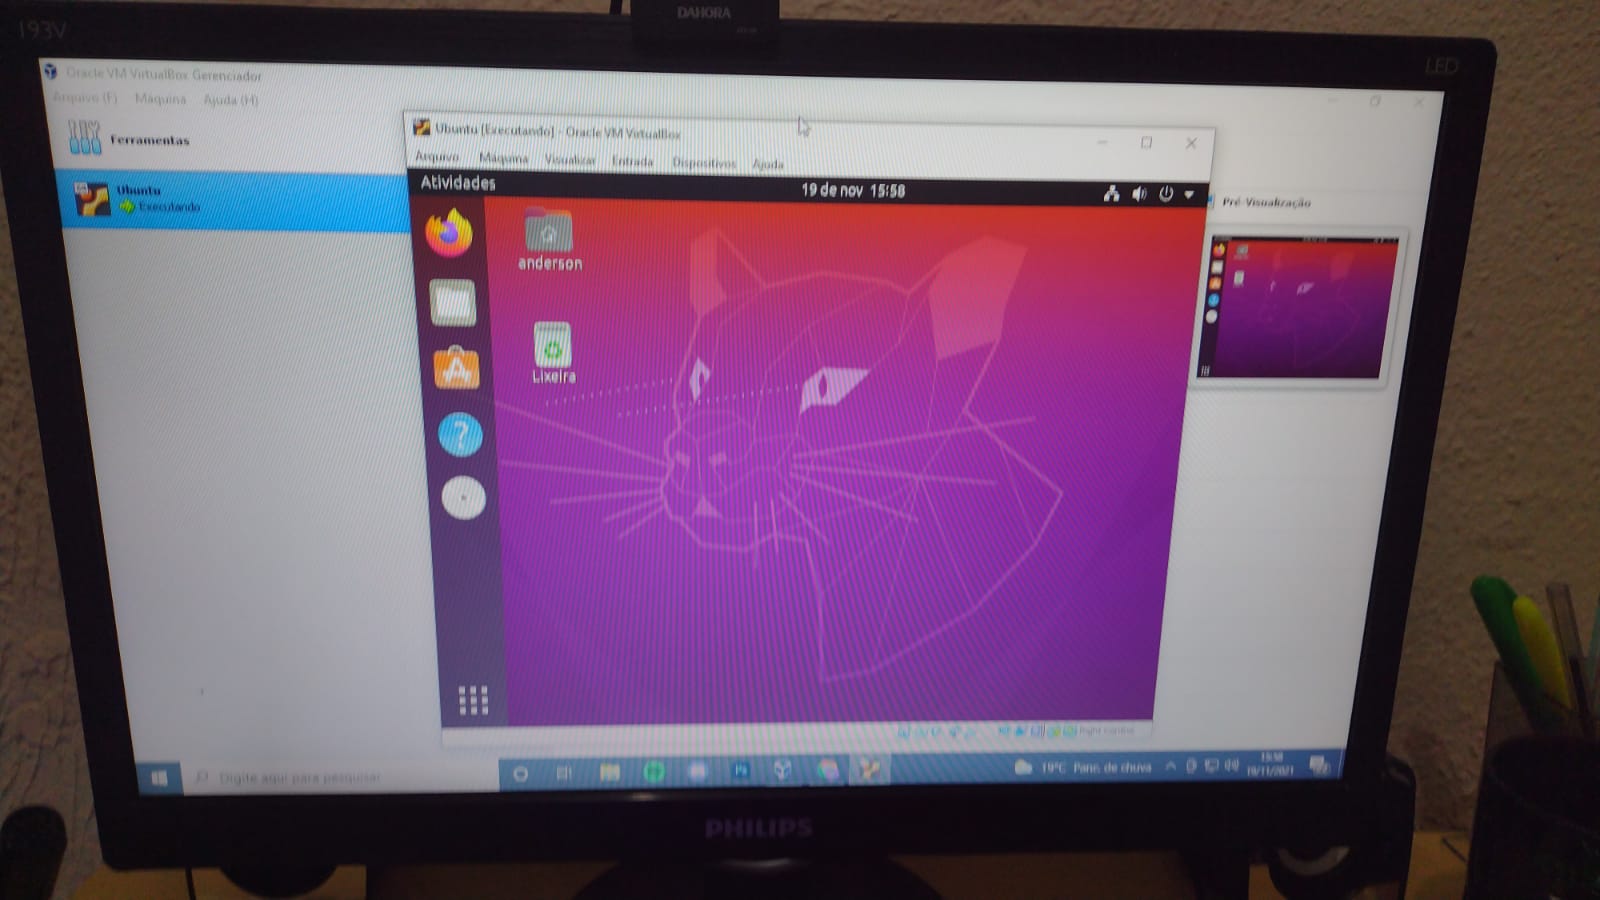 193V
DAHORA
LED
Oracle VM VirtualBox Gerenciador
Arquivo (F) Máquina Ajuda (H)
Ferramentas
Ubuntu
Executando
Ubuntu [Executando] - Oracle VM VirtualBox
Arquivo Máquina Visualizar Entrada Dispositivos Ajuda
Atividades 19 de nov 15:58
anderson
Lixeira
Pré-Visualização
Digite aqui para pesquisar
19°C Panc. de chuva
15:58
19/11/2021
PHILIPS